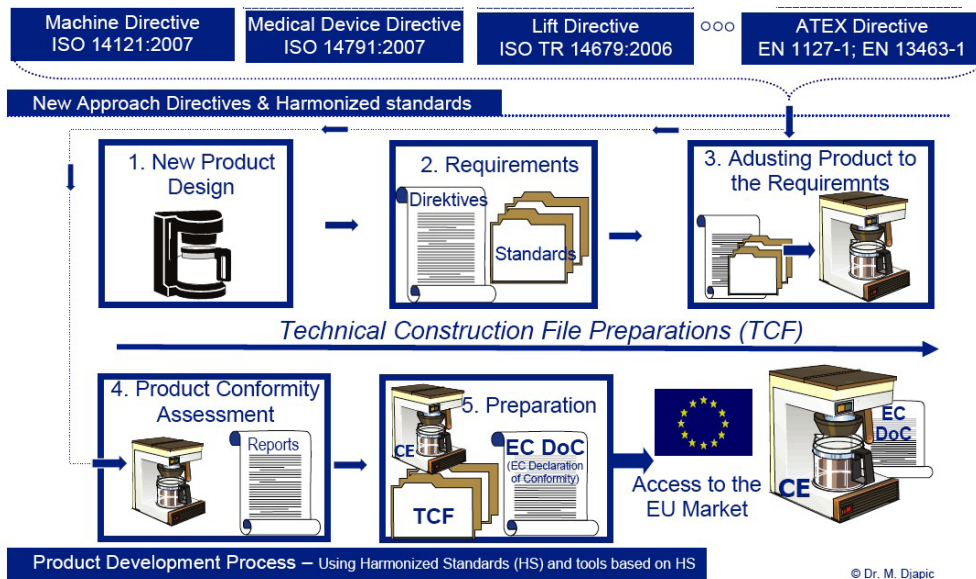 Machine Directive
ISO 14121:2007
Medical Device Directive
ISO 14791:2007
Lift Directive
ISO TR 14679:2006
ooo
ATEX Directive
EN 1127-1; EN 13463-1
New Approach Directives & Harmonized standards
1. New Product
Design
2. Requirements
Direktives
Standards
3. Adusting Product to
the Requiremnts
Technical Construction File Preparations (TCF)
4. Product Conformity
Assessment
Reports
5. Preparation
CE
TCF
EC DoC
(EC Declaration
of Conformity)
Access to the
EU Market
EC
DoC
CE
Product Development Process – Using Harmonized Standards (HS) and tools based on HS
© Dr. M. Djapic